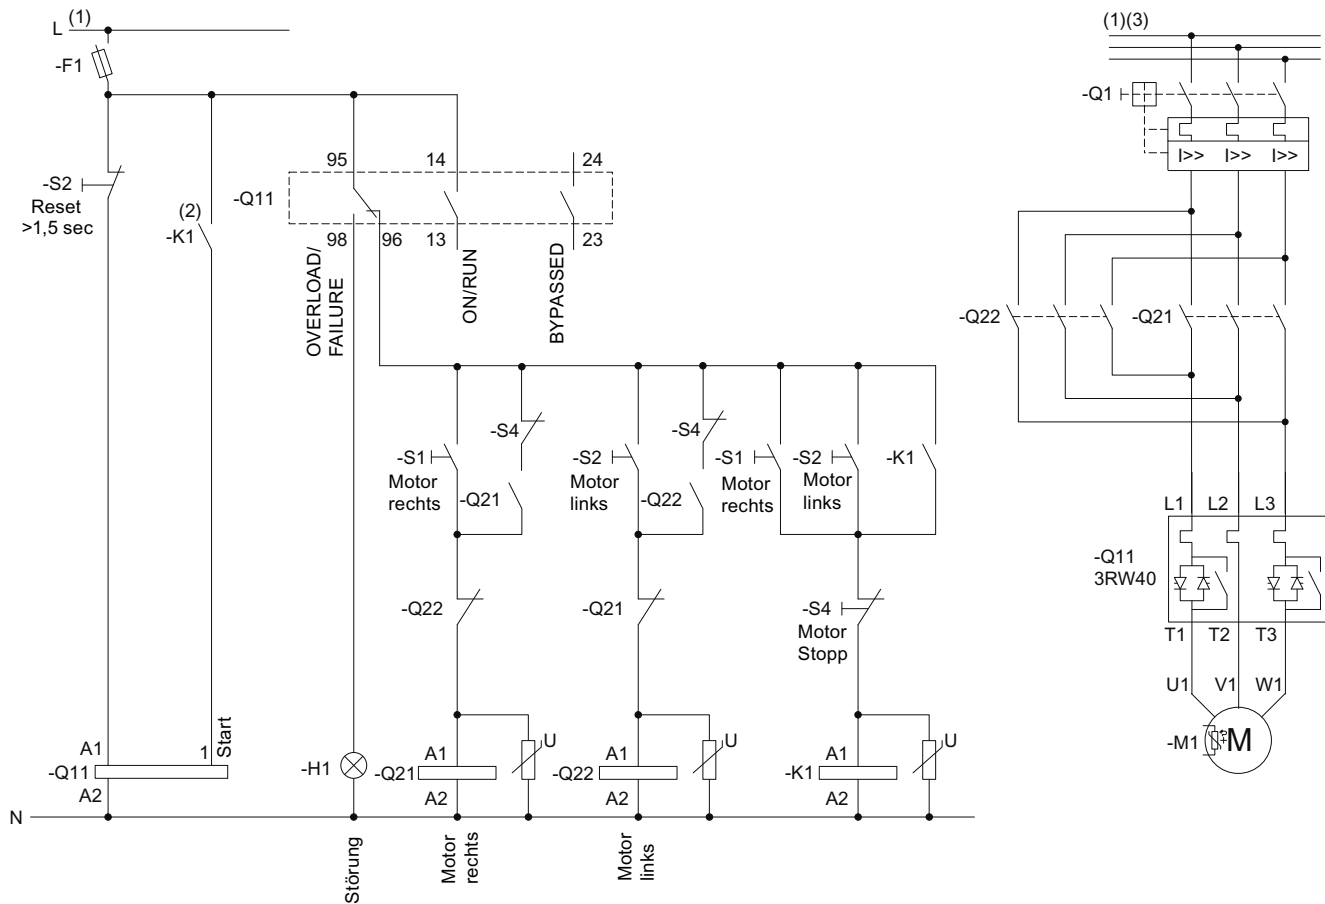 L (1)
-F1
-S2
Reset
>1,5 sec
(2)
-K1
95
14
24
-Q11
98
96
13
23
OVERLOAD/
FAILURE
ON/RUN
BYPASSED
-S4
-S4
-S1
Motor
rechts
-Q21
-S2
Motor
links
-Q22
-S1
Motor
rechts
-S2
Motor
links
-K1
-Q22
-Q21
-S4
Motor
Stopp
A1
1
Start
-Q11
A2
-H1
A1
U
-Q21
A2
A1
U
-Q22
A2
A1
U
-K1
A2
N
Störung
Motor
rechts
Motor
links
(1)(3)
-Q1
I>> I>> I>>
-Q22
-Q21
L1 L2 L3
-Q11
3RW40
T1 T2 T3
U1 V1 W1
-M1
M